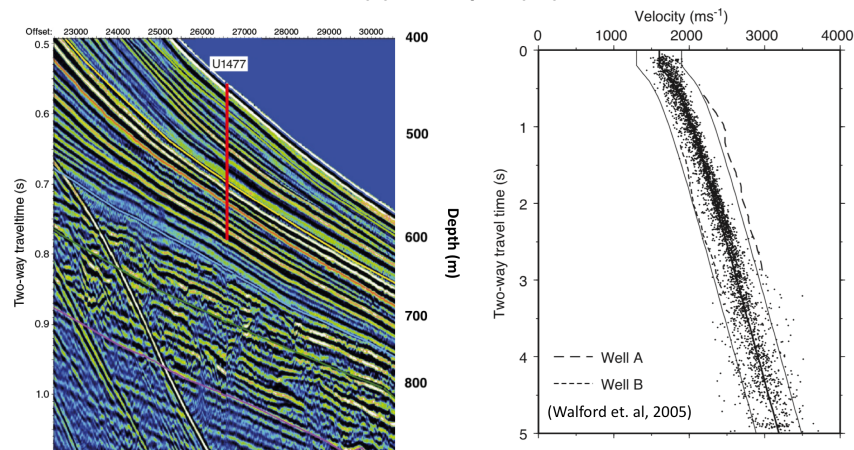 Offset: 23000 24000 25000 26000 27000 28000 29000 30000
U1477
0.5
0.6
0.7
0.8
0.9
1.0
Two-way traveltime (s)
400
500
600
700
800
Depth (m)
Velocity (ms-1)
0 1000 2000 3000 4000
0
1
2
3
4
5
Two-way travel time (s)
Well A
Well B
(Walford et. al, 2005)